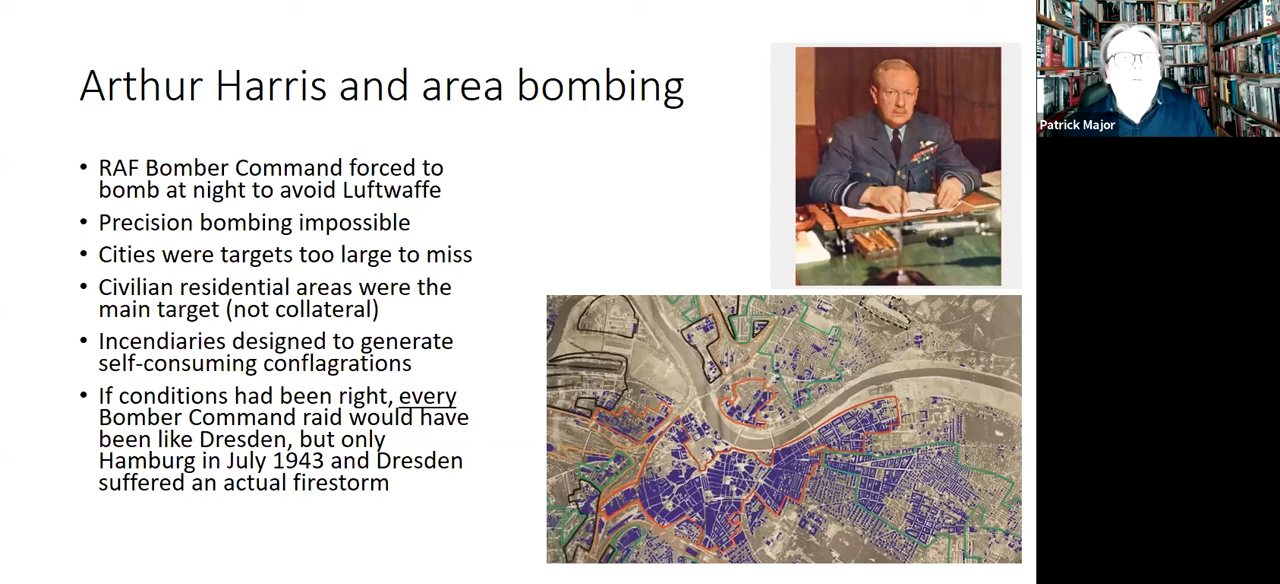 Arthur Harris and area bombing
• RAF Bomber Command forced to
bomb at night to avoid Luftwaffe
• Precision bombing impossible
• Cities were targets too large to miss
• Civilian residential areas were the
main target (not collateral)
• Incendiaries designed to generate
self-consuming conflagrations
• If conditions had been right, every
Bomber Command raid would have
been like Dresden, but only
Hamburg in July 1943 and Dresden
suffered an actual firestorm
Patrick Major